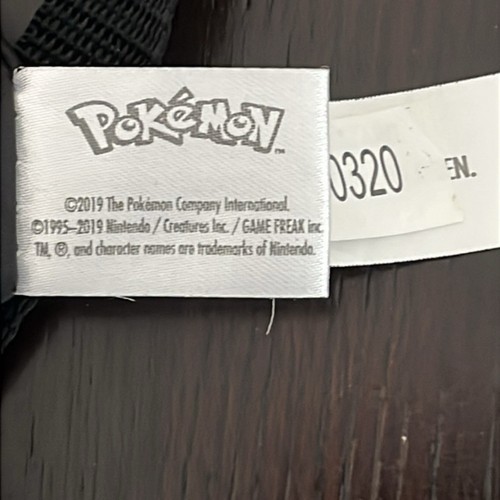 POKéMON
™
©2019 The Pokémon Company International.
©1995–2019 Nintendo / Creatures Inc. / GAME FREAK inc.
TM, ®, and character names are trademarks of Nintendo.
0320
EN.